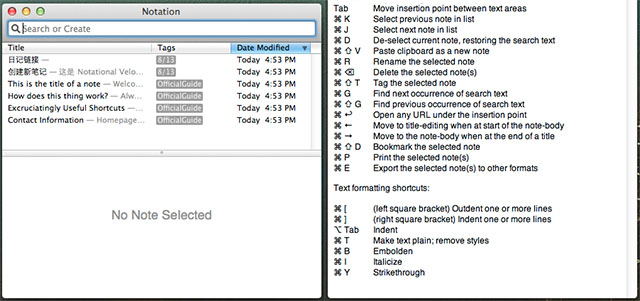 Notation
Search or Create
Title Tags Date Modified
日记链接 — 8/13 Today 4:53 PM
创建新笔记 — 这是 Notational Velo... 8/13 Today 4:53 PM
This is the title of a note — Welco... OfficialGuide Today 4:53 PM
How does this thing work? — Alw... OfficialGuide Today 4:53 PM
Excruciatingly Useful Shortcuts — ... OfficialGuide Today 4:53 PM
Contact Information — Homepage... OfficialGuide Today 4:53 PM
No Note Selected
Tab Move insertion point between text areas
⌘ K Select previous note in list
⌘ J Select next note in list
⌘ D De-select current note, restoring the search text
⌘ ⇧ V Paste clipboard as a new note
⌘ R Rename the selected note
⌘ ⌫ Delete the selected note(s)
⌘ ⇧ T Tag the selected note
⌘ G Find next occurrence of search text
⌘ ⇧ G Find previous occurrence of search text
⌘ ↩ Open any URL under the insertion point
⌘ ← Move to title-editing when at start of the note-body
⌘ → Move to the note-body when at the end of a title
⌘ ⇧ D Bookmark the selected note
⌘ P Print the selected note(s)
⌘ E Export the selected note(s) to other formats
Text formatting shortcuts:
⌘ [ (left square bracket) Outdent one or more lines
⌘ ] (right square bracket) Indent one or more lines
⌥ Tab Indent
⌘ T Make text plain; remove styles
⌘ B Embolden
⌘ I Italicize
⌘ Y Strikethrough